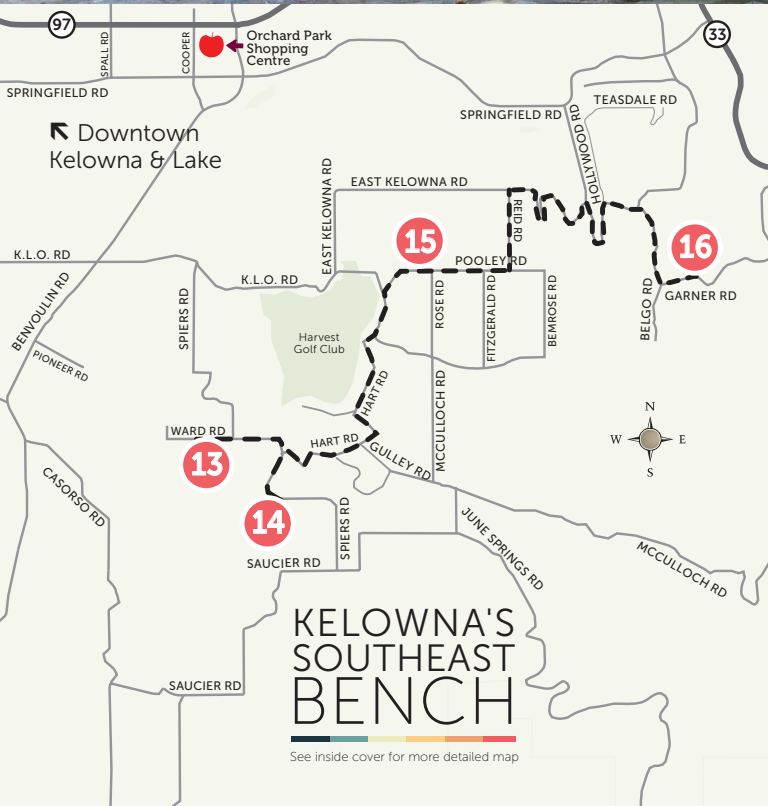 97
33
SPALL RD
COOPER
Orchard Park
Shopping
Centre
SPRINGFIELD RD
TEASDALE RD
SPRINGFIELD RD
HOLLYWOOD RD
Downtown
Kelowna & Lake
EAST KELOWNA RD
EAST KELOWNA RD
REID RD
15
16
K.L.O. RD
POOLEY RD
K.L.O. RD
BENVOULIN RD
SPIERS RD
ROSE RD
FITZGERALD RD
BEMROSE RD
BELGO RD
GARNER RD
Harvest
Golf Club
PIONEER RD
HART RD
MCCULLOCH RD
N
W
E
S
WARD RD
HART RD
GULLEY RD
13
CASORSO RD
14
SPIERS RD
JUNE SPRINGS RD
MCCULLOCH RD
SAUCIER RD
KELOWNA'S
SOUTHEAST
BENCH
SAUCIER RD
See inside cover for more detailed map